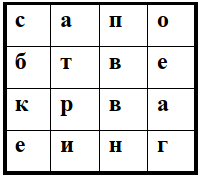 с а п о
б т в е
к р в а
е и н г